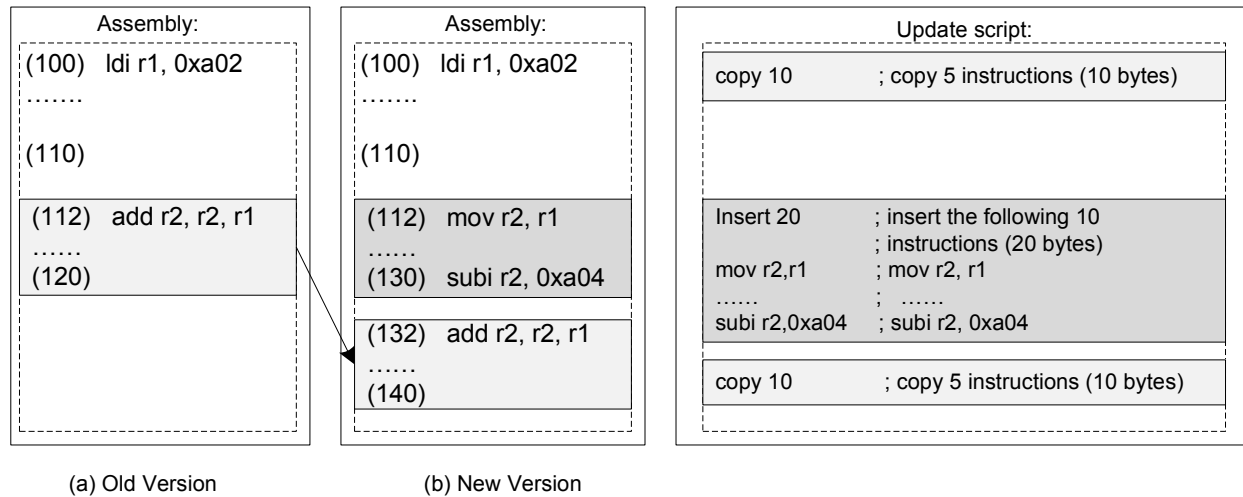 Assembly:
(100) ldi r1, 0xa02
…….
(110)
(112) add r2, r2, r1
……
(120)
(a) Old Version
Assembly:
(100) ldi r1, 0xa02
…….
(110)
(112) mov r2, r1
……
(130) subi r2, 0xa04
(132) add r2, r2, r1
……
(140)
(b) New Version
Update script:
copy 10 ; copy 5 instructions (10 bytes)
Insert 20 ; insert the following 10
; instructions (20 bytes)
mov r2,r1 ; mov r2, r1
…… ; ……
subi r2,0xa04 ; subi r2, 0xa04
copy 10 ; copy 5 instructions (10 bytes)